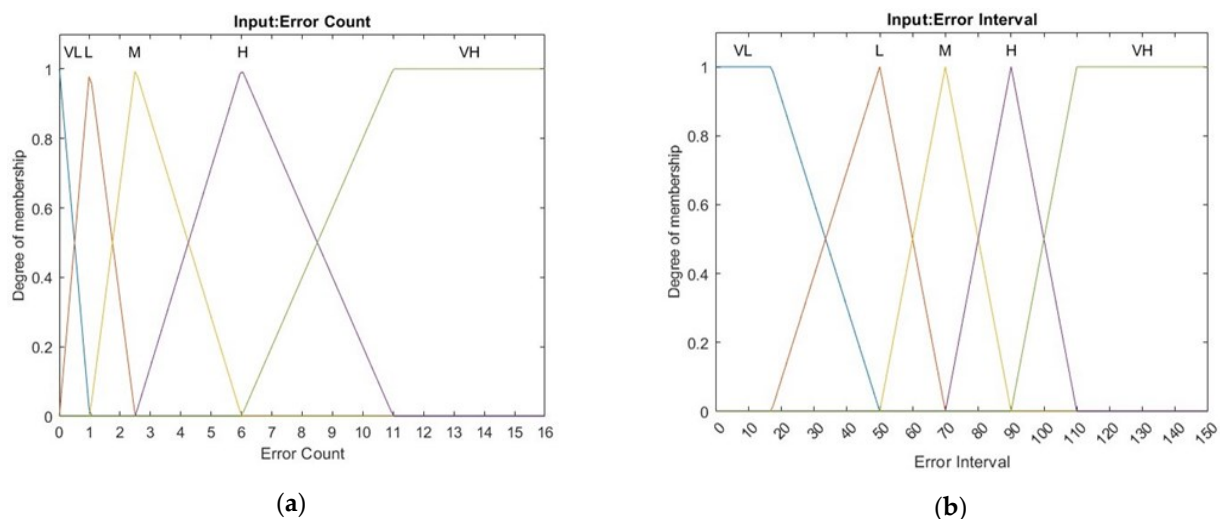 Input:Error Count
VL L M H VH
1
0.8
0.6
0.4
0.2
0
Degree of membership
0 1 2 3 4 5 6 7 8 9 10 11 12 13 14 15 16
Error Count
(a)
Input:Error Interval
VL L M H VH
1
0.8
0.6
0.4
0.2
0
Degree of membership
0 10 20 30 40 50 60 70 80 90 100 110 120 130 140 150
Error Interval
(b)